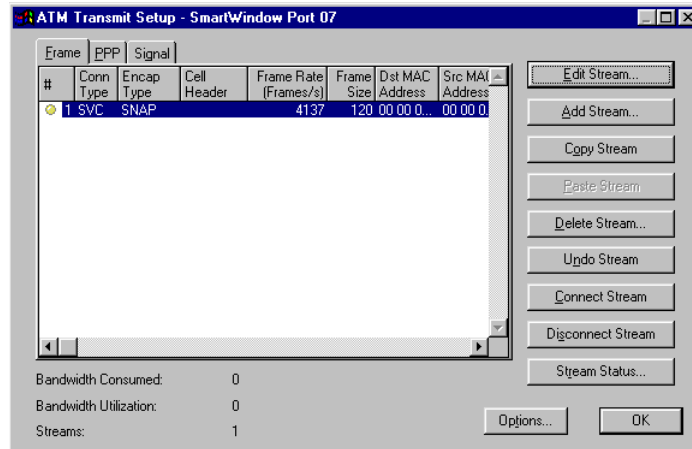 ATM Transmit Setup - SmartWindow Port 07
Frame PPP Signal
# Conn Type Encap Type Cell Header Frame Rate (Frames/s) Frame Size Dst MAC Address Src MA( Address
1 SVC SNAP 4137 120 00 00 0... 00 00 0.
Edit Stream...
Add Stream...
Copy Stream
Paste Stream
Delete Stream...
Undo Stream
Connect Stream
Disconnect Stream
Stream Status...
Bandwidth Consumed: 0
Bandwidth Utilization: 0
Streams: 1
Options... OK